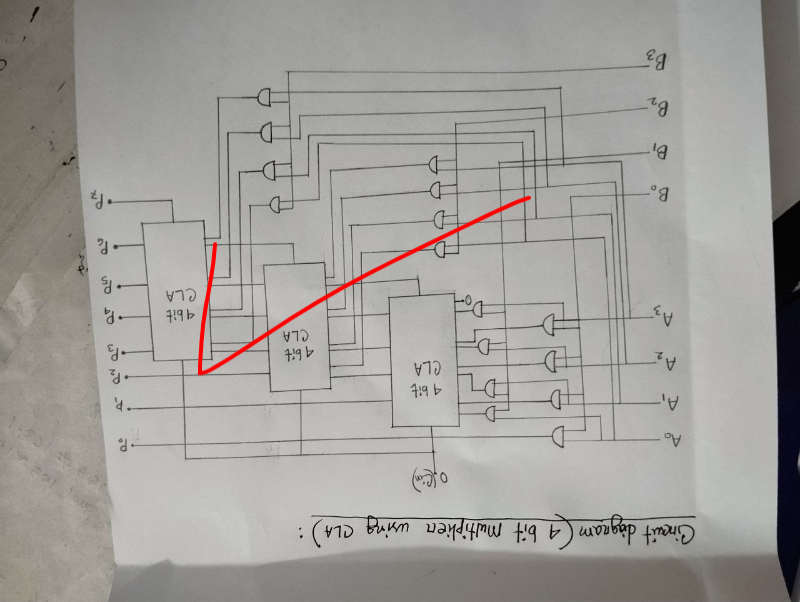 Circuit diagram (4 bit multiplier using CLA) :
0 (Cin)
A₀
P₀
A₁
P₁
4 bit
CLA
P₂
A₂
4 bit
CLA
P₃
A₃
4 bit
CLA
P₄
0
P₅
P₆
P₇
B₀
B₁
B₂
B₃